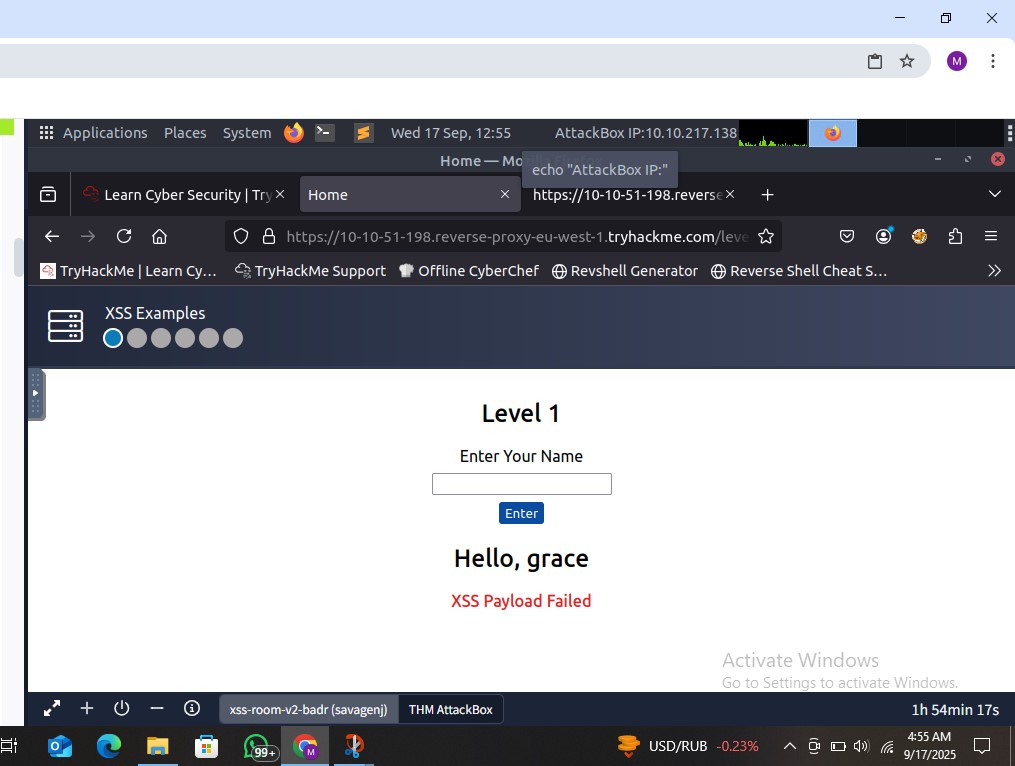 M
Applications Places System Wed 17 Sep, 12:55 AttackBox IP:10.10.217.138
Home — Mo
echo "AttackBox IP:"
Learn Cyber Security | Try Home https://10-10-51-198.reverse
https://10-10-51-198.reverse-proxy-eu-west-1.tryhackme.com/leve
TryHackMe | Learn Cy... TryHackMe Support Offline CyberChef Revshell Generator Reverse Shell Cheat S...
XSS Examples
Level 1
Enter Your Name
Enter
Hello, grace
XSS Payload Failed
Activate Windows
Go to Settings to activate Windows.
xss-room-v2-badr (savagenj) THM AttackBox 1h 54min 17s
99+ M USD/RUB -0.23% 4:55 AM
9/17/2025